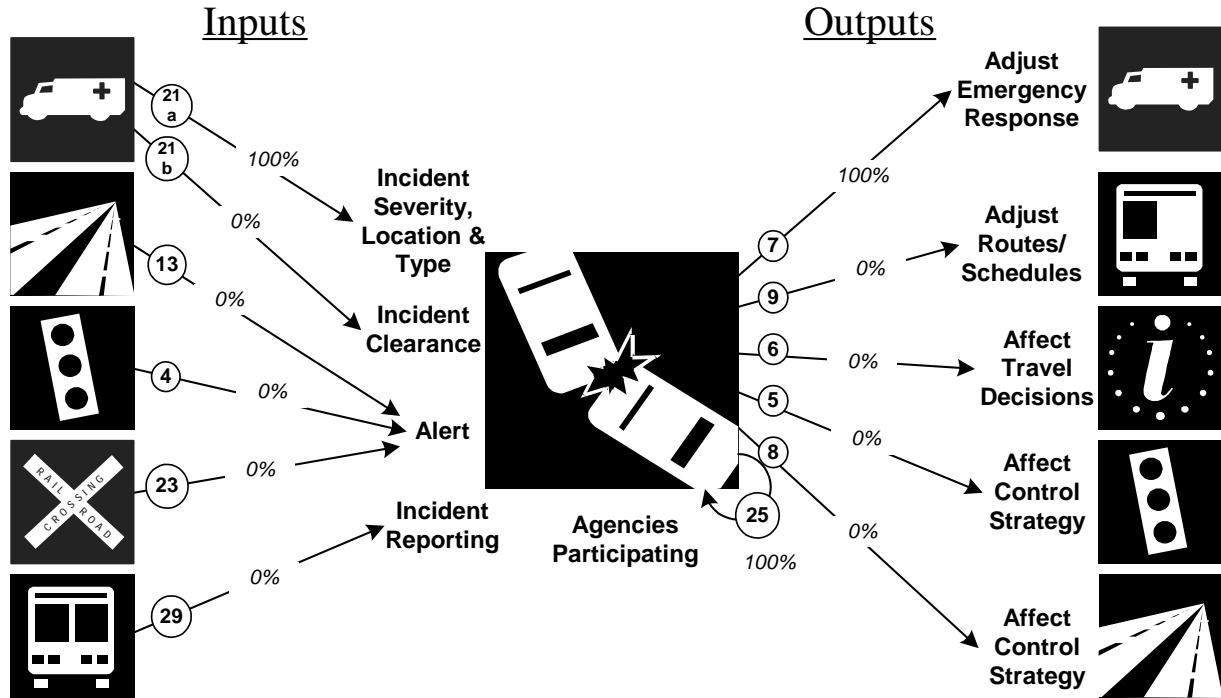 Inputs
Outputs
21
a
21
b
13
4
23
29
100%
0%
0%
0%
0%
0%
Incident
Severity,
Location &
Type
Incident
Clearance
Alert
Incident
Reporting
RAIL
CROSSING
ROAD
Agencies
Participating
25
100%
7
9
6
5
8
100%
0%
0%
0%
0%
Adjust
Emergency
Response
Adjust
Routes/
Schedules
Affect
Travel
Decisions
i
Affect
Control
Strategy
Affect
Control
Strategy